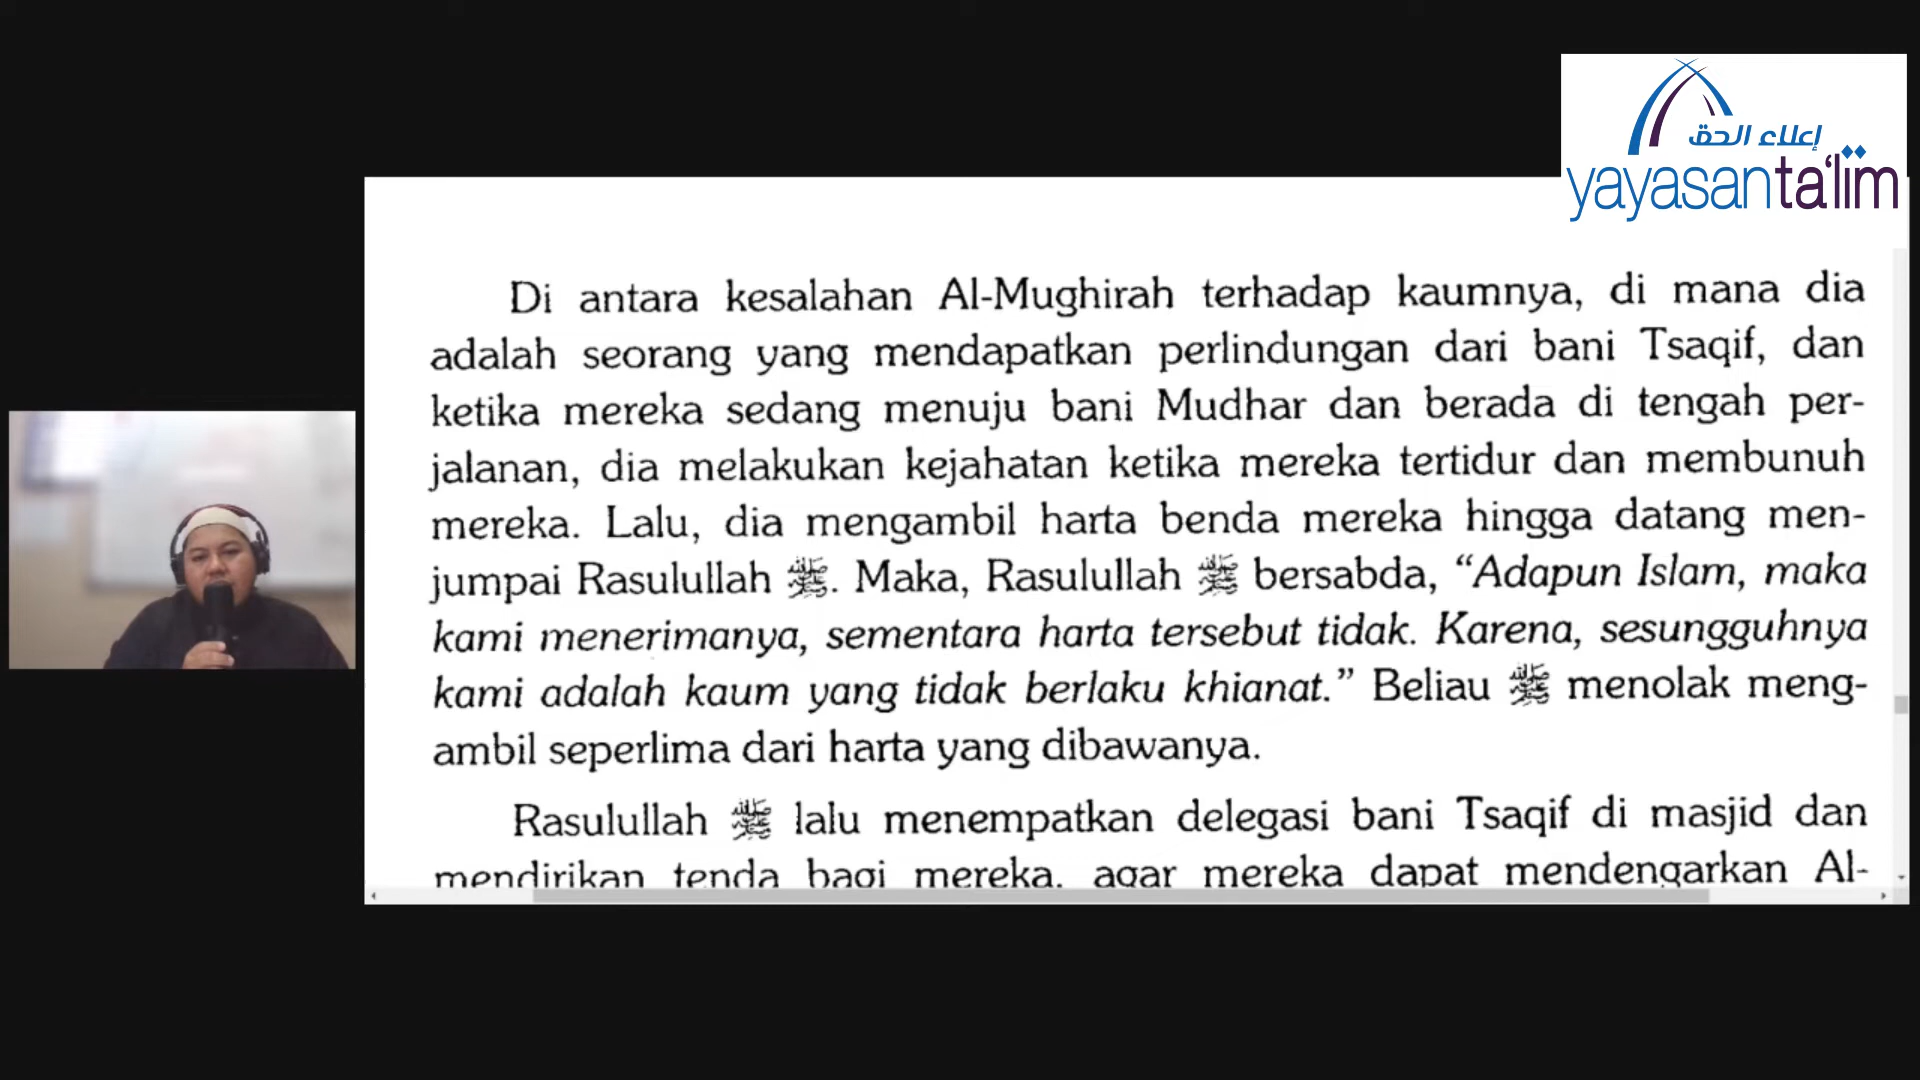 إعلاء الحق
yayasanta'lim
Di antara kesalahan Al-Mughirah terhadap kaumnya, di mana dia
adalah seorang yang mendapatkan perlindungan dari bani Tsaqif, dan
ketika mereka sedang menuju bani Mudhar dan berada di tengah per-
jalanan, dia melakukan kejahatan ketika mereka tertidur dan membunuh
mereka. Lalu, dia mengambil harta benda mereka hingga datang men-
jumpai Rasulullah ﷺ. Maka, Rasulullah ﷺ bersabda, “Adapun Islam, maka
kami menerimanya, sementara harta tersebut tidak. Karena, sesungguhnya
kami adalah kaum yang tidak berlaku khianat.” Beliau ﷺ menolak meng-
ambil seperlima dari harta yang dibawanya.
Rasulullah ﷺ lalu menempatkan delegasi bani Tsaqif di masjid dan
mendirikan tenda bagi mereka, agar mereka dapat mendengarkan Al-